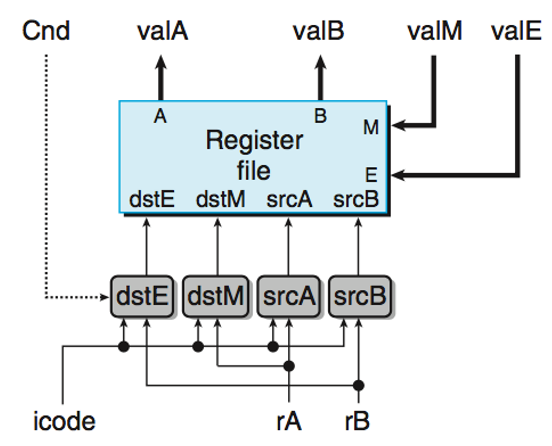 Cnd valA valB valM valE
A B
M
Register
file
E
dstE dstM srcA srcB
dstE dstM srcA srcB
icode rA rB